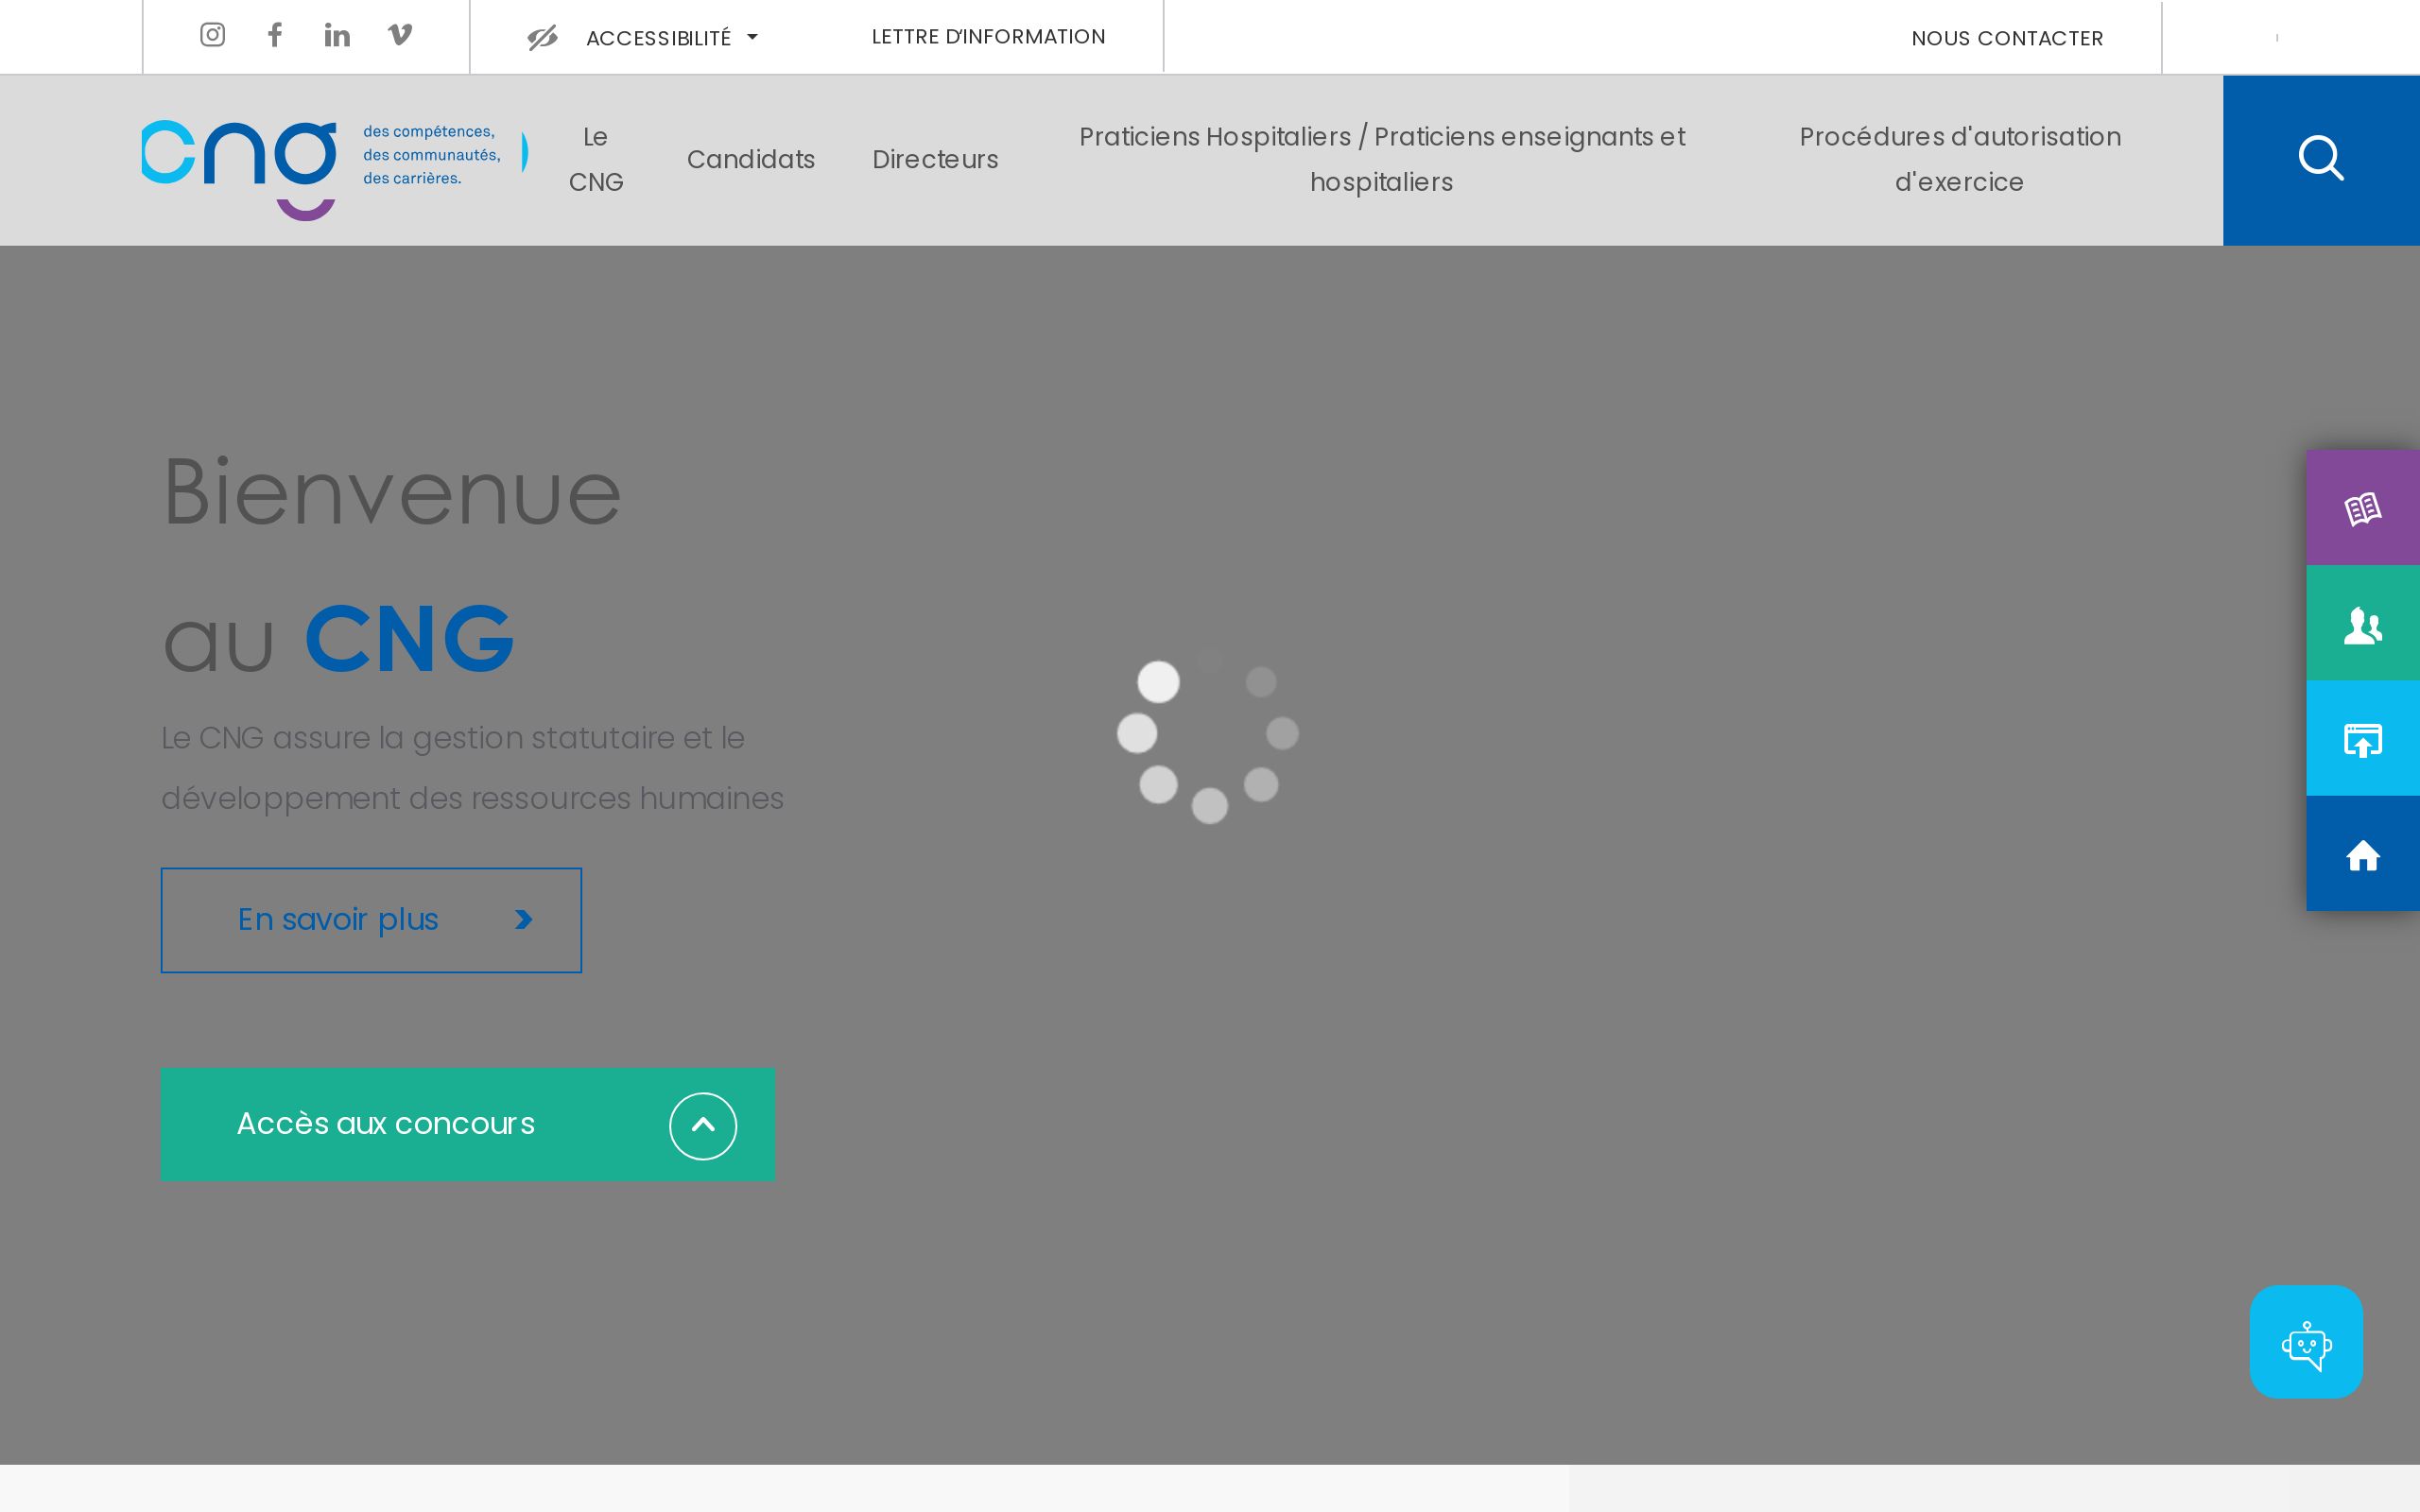 ACCESSIBILITÉ
LETTRE D'INFORMATION
NOUS CONTACTER
cng
des compétences,
des communautés,
des carrières.
Le
CNG
Candidats
Directeurs
Praticiens Hospitaliers / Praticiens enseignants et
hospitaliers
Procédures d'autorisation
d'exercice
Bienvenue
au CNG
Le CNG assure la gestion statutaire et le
développement des ressources humaines
En savoir plus
Accès aux concours